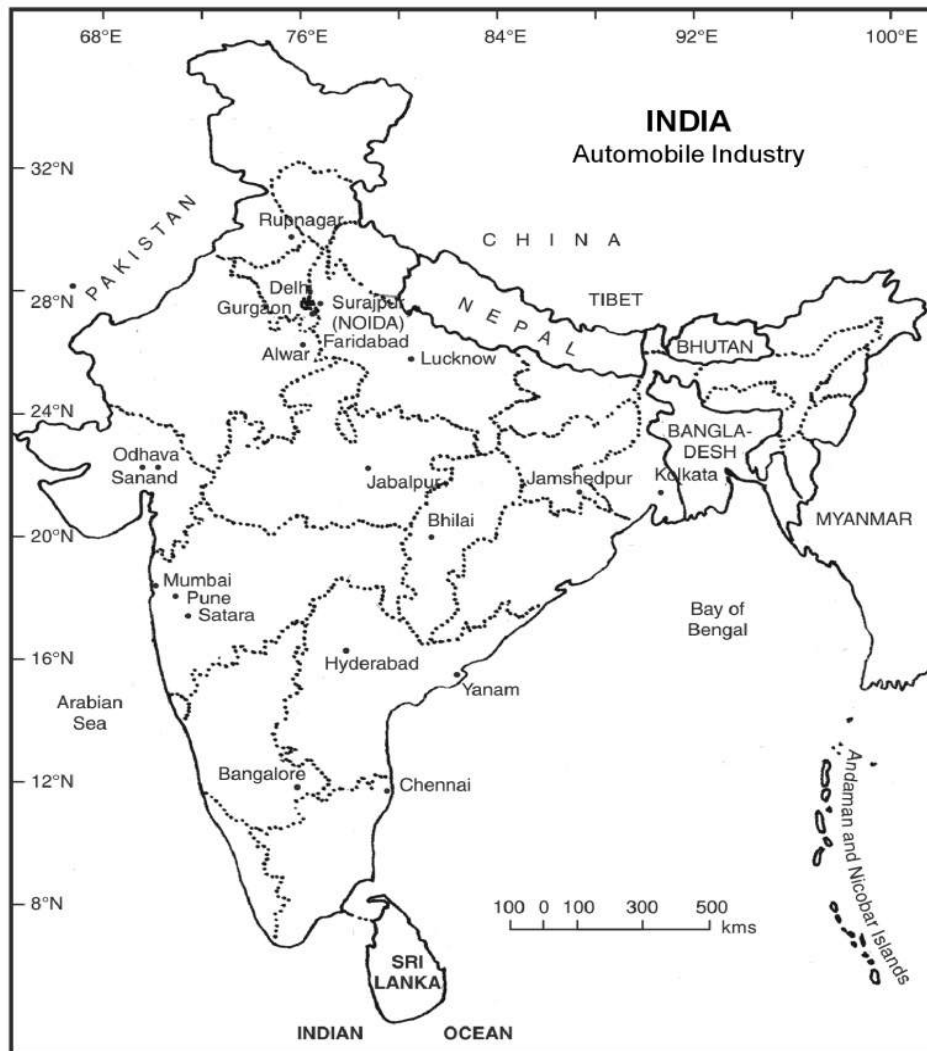 68°E 76°E 84°E 92°E 100°E
INDIA
Automobile Industry
32°N
PAKISTAN
Rupnagar
CHINA
28°N
Delhi
Gurgaon
Surajpur
(NOIDA)
Faridabad
Alwar
Lucknow
NEPAL
TIBET
BHUTAN
24°N
BANGLA-
DESH
Odhava
Sanand
Jabalpur
Jamshedpur
Kolkata
Bhilai
MYANMAR
20°N
Mumbai
Pune
Satara
Bay of
Bengal
16°N
Hyderabad
Yanam
Arabian
Sea
12°N
Bangalore
Chennai
Andaman and Nicobar Islands
8°N
100 0 100 300 500
kms
SRI
LANKA
INDIAN OCEAN